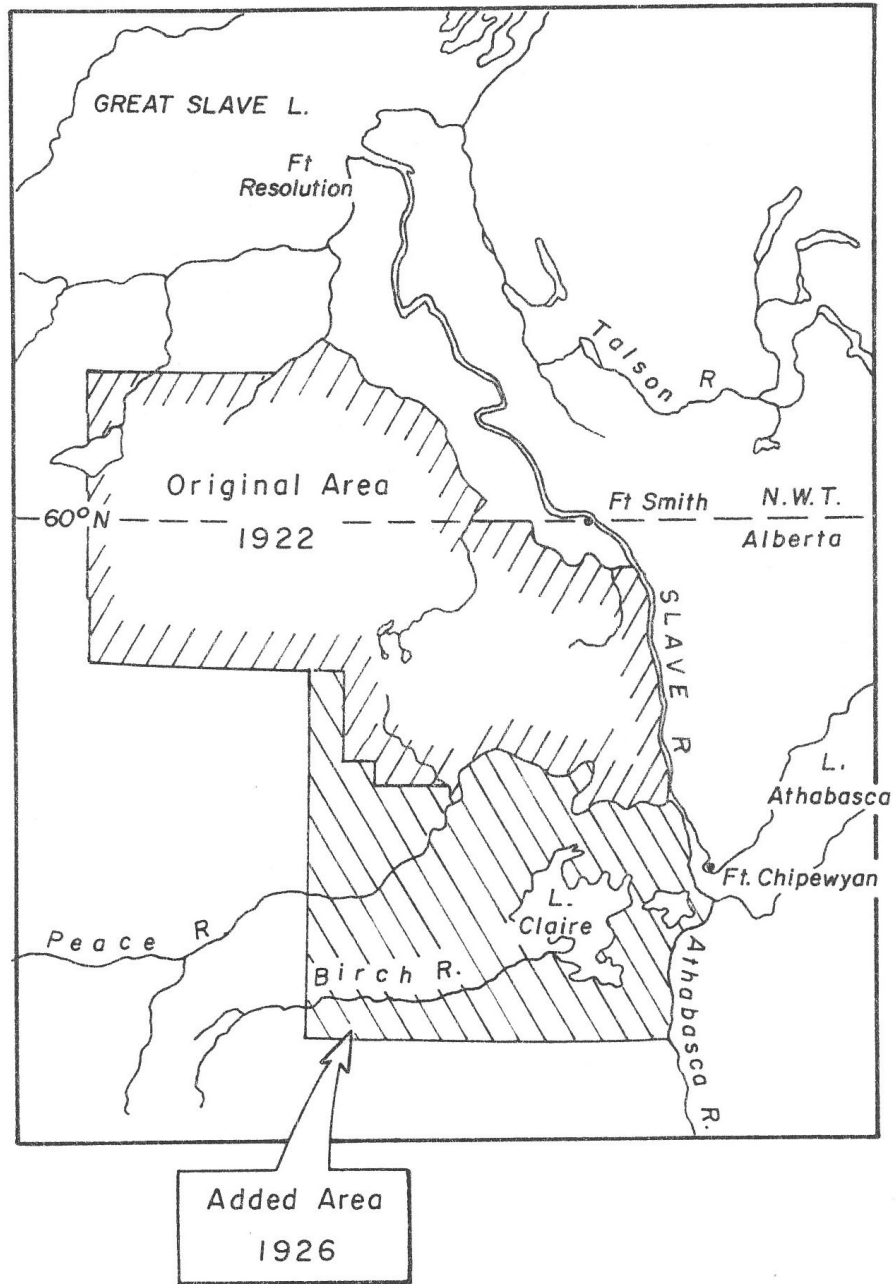 GREAT SLAVE L.
Ft
Resolution
Talson R
Original Area
1922
60° N
Ft Smith
N.W.T.
Alberta
SLAVE R
L.
Athabasca
Ft. Chipewyan
L.
Claire
Peace R
Birch R.
Athabasca R.
Added Area
1926